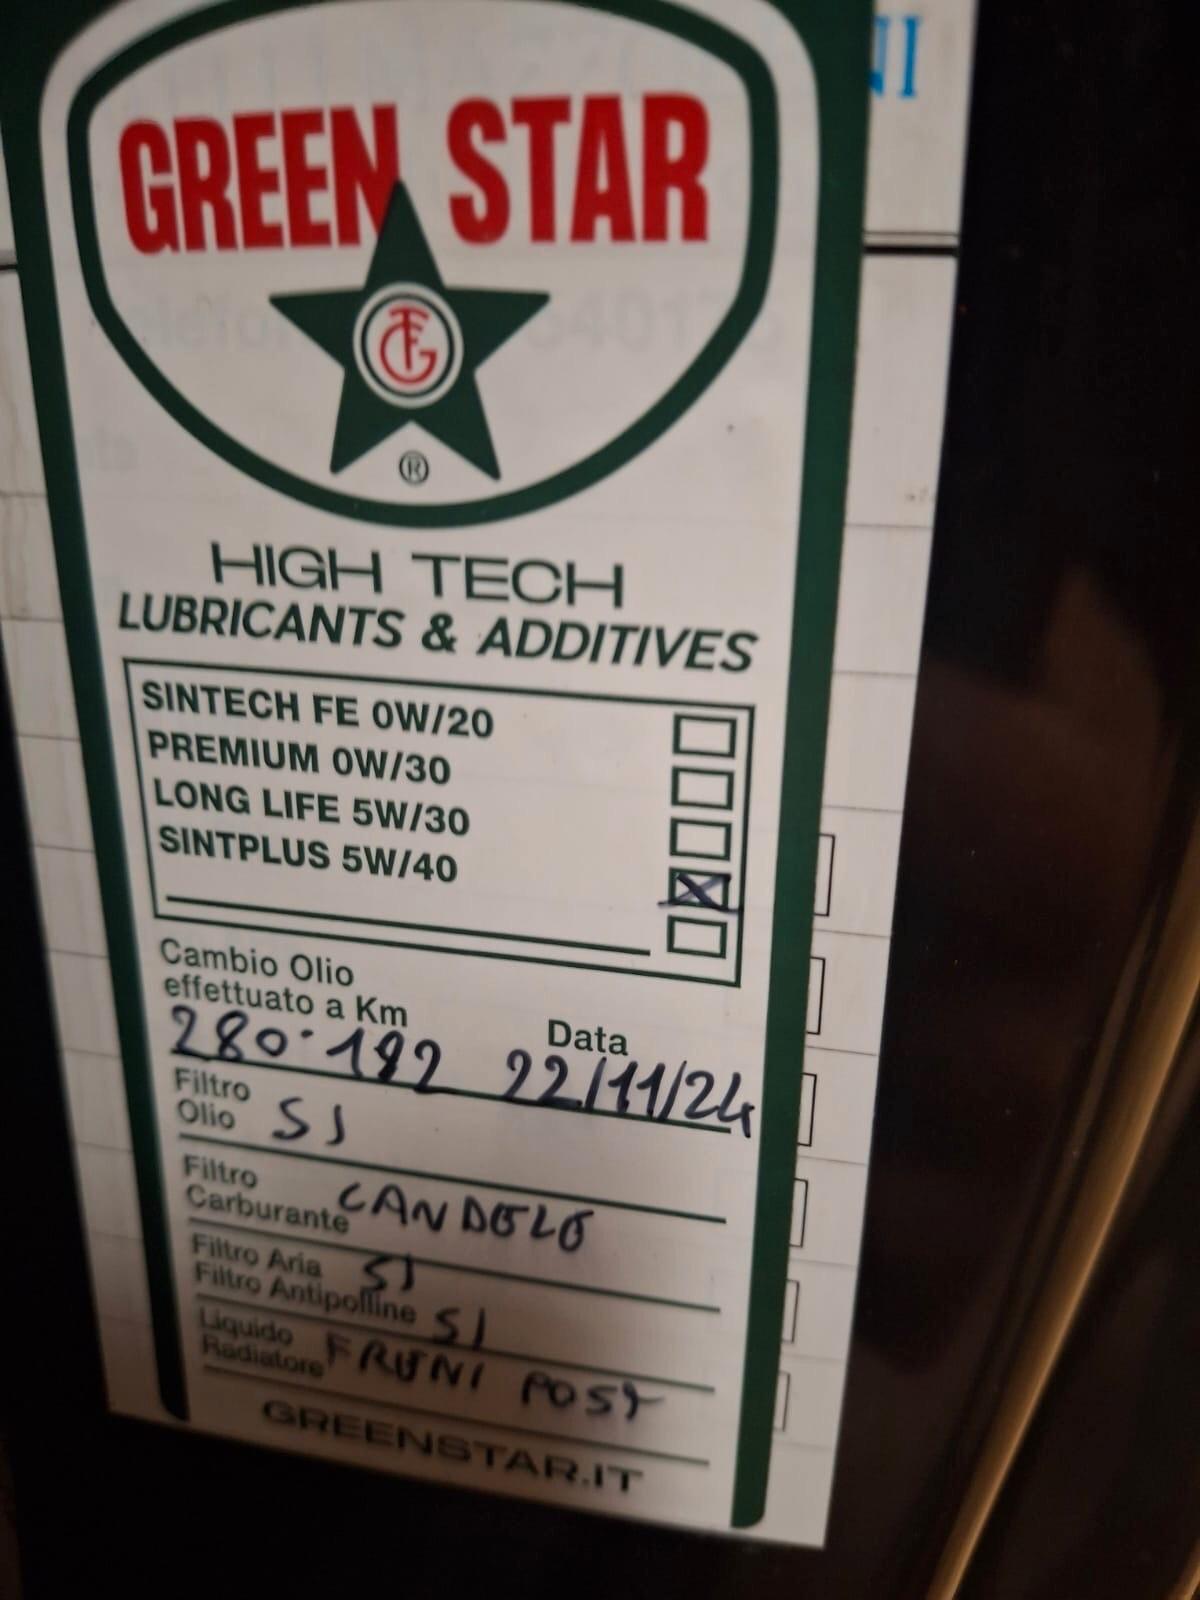 NI
GREEN STAR
GFT
®
HIGH TECH
LUBRICANTS & ADDITIVES
SINTECH FE 0W/20
PREMIUM 0W/30
LONG LIFE 5W/30
SINTPLUS 5W/40 X
Cambio Olio
effettuato a Km
Data
280.192 22/11/24
Filtro
Olio SI
Filtro
Carburante CANDELE
Filtro Aria SI
Filtro Antipolline SI
Liquido
Radiatore FRENI POST
GREENSTAR.IT